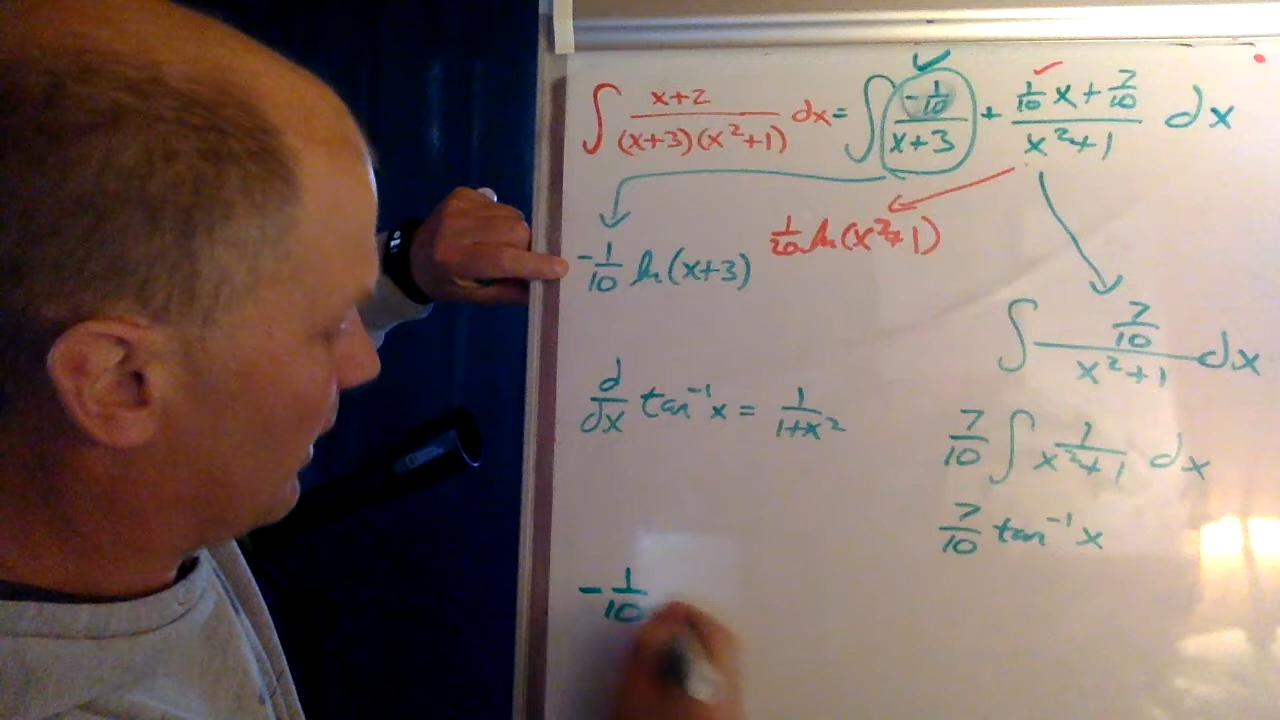 ∫ x+2 / (x+3)(x²+1) dx = ∫ -1/10 / x+3 + 1/10 x + 7/10 / x²+1 dx
-1/10 ln(x+3)
1/20 ln(x²+1)
∫ 7/10 / x²+1 dx
d/dx tan⁻¹ x = 1/1+x²
7/10 ∫ 1/x²+1 dx
7/10 tan⁻¹ x
-1/10